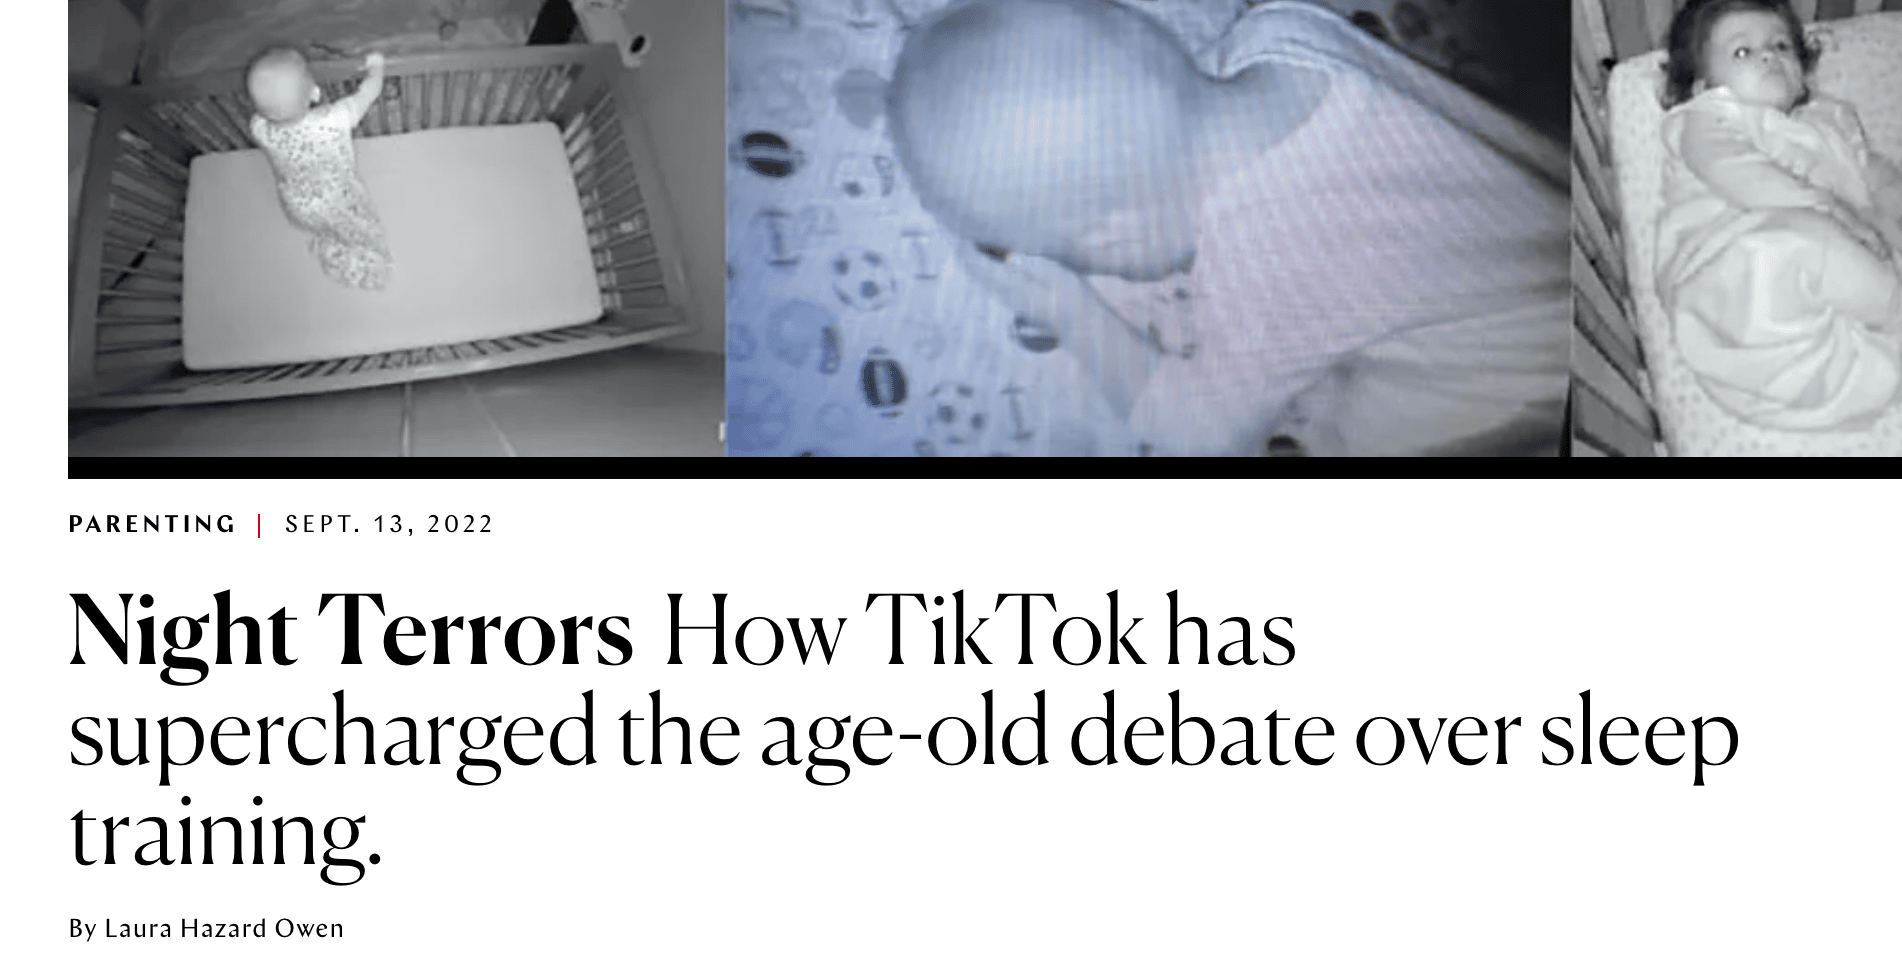 PARENTING | SEPT. 13, 2022
Night Terrors How TikTok has
supercharged the age-old debate over sleep
training.
By Laura Hazard Owen